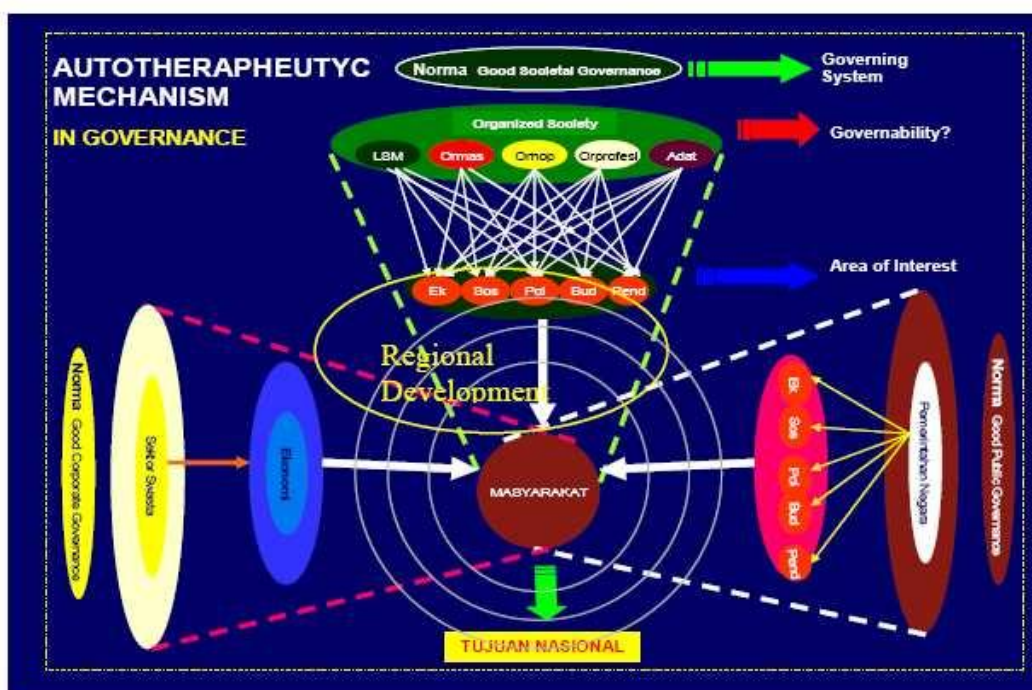 AUTOTHERAPHEUTYC
MECHANISM
IN GOVERNANCE
Norma Good Societal Governance
Governing
System
Organized Society
Governability?
LSM Ormas Ornop Orprofesi Adat
Area of Interest
Ek Sos Pol Bud Pend
Regional
Development
Norma Good Corporate Governance
Sektor Swasta
Ekonomi
MASYARAKAT
Ek
Sos
Pol
Bud
Pend
Pemerintahan Negara
Norma Good Public Governance
TUJUAN NASIONAL